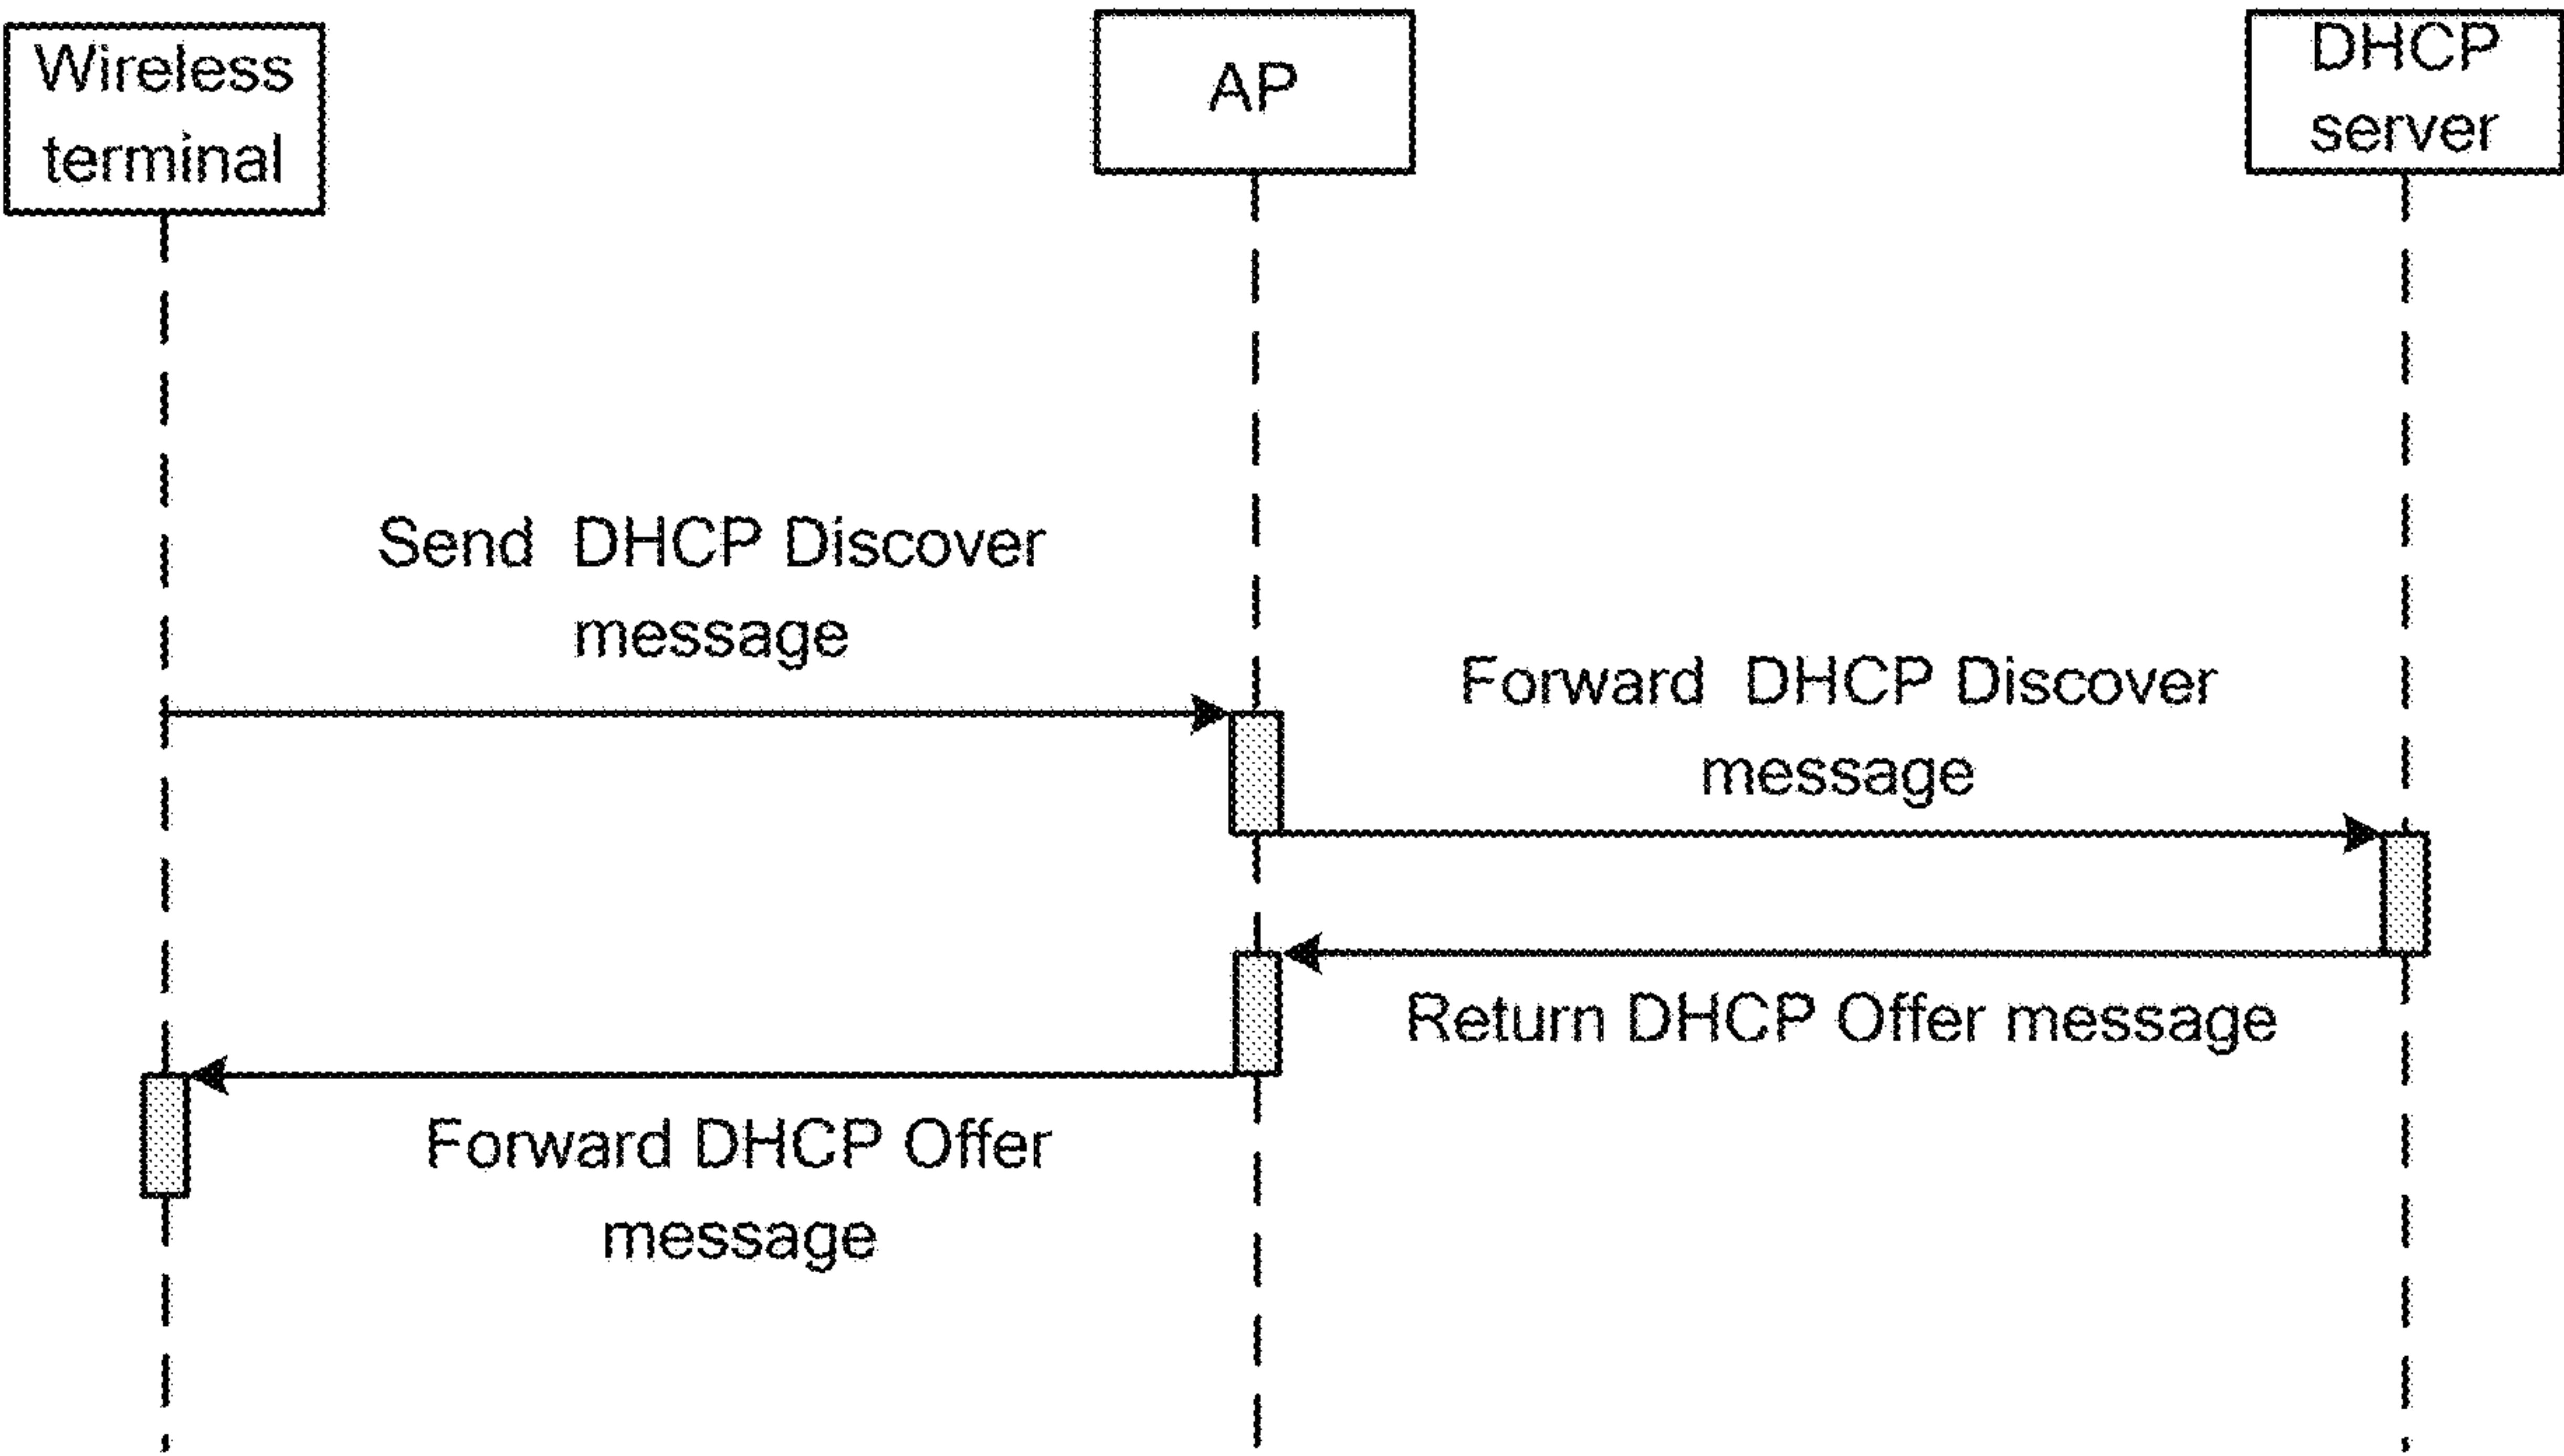 Wireless
terminal
AP
DHCP
server
Send DHCP Discover
message
Forward DHCP Discover
message
Return DHCP Offer message
Forward DHCP Offer
message